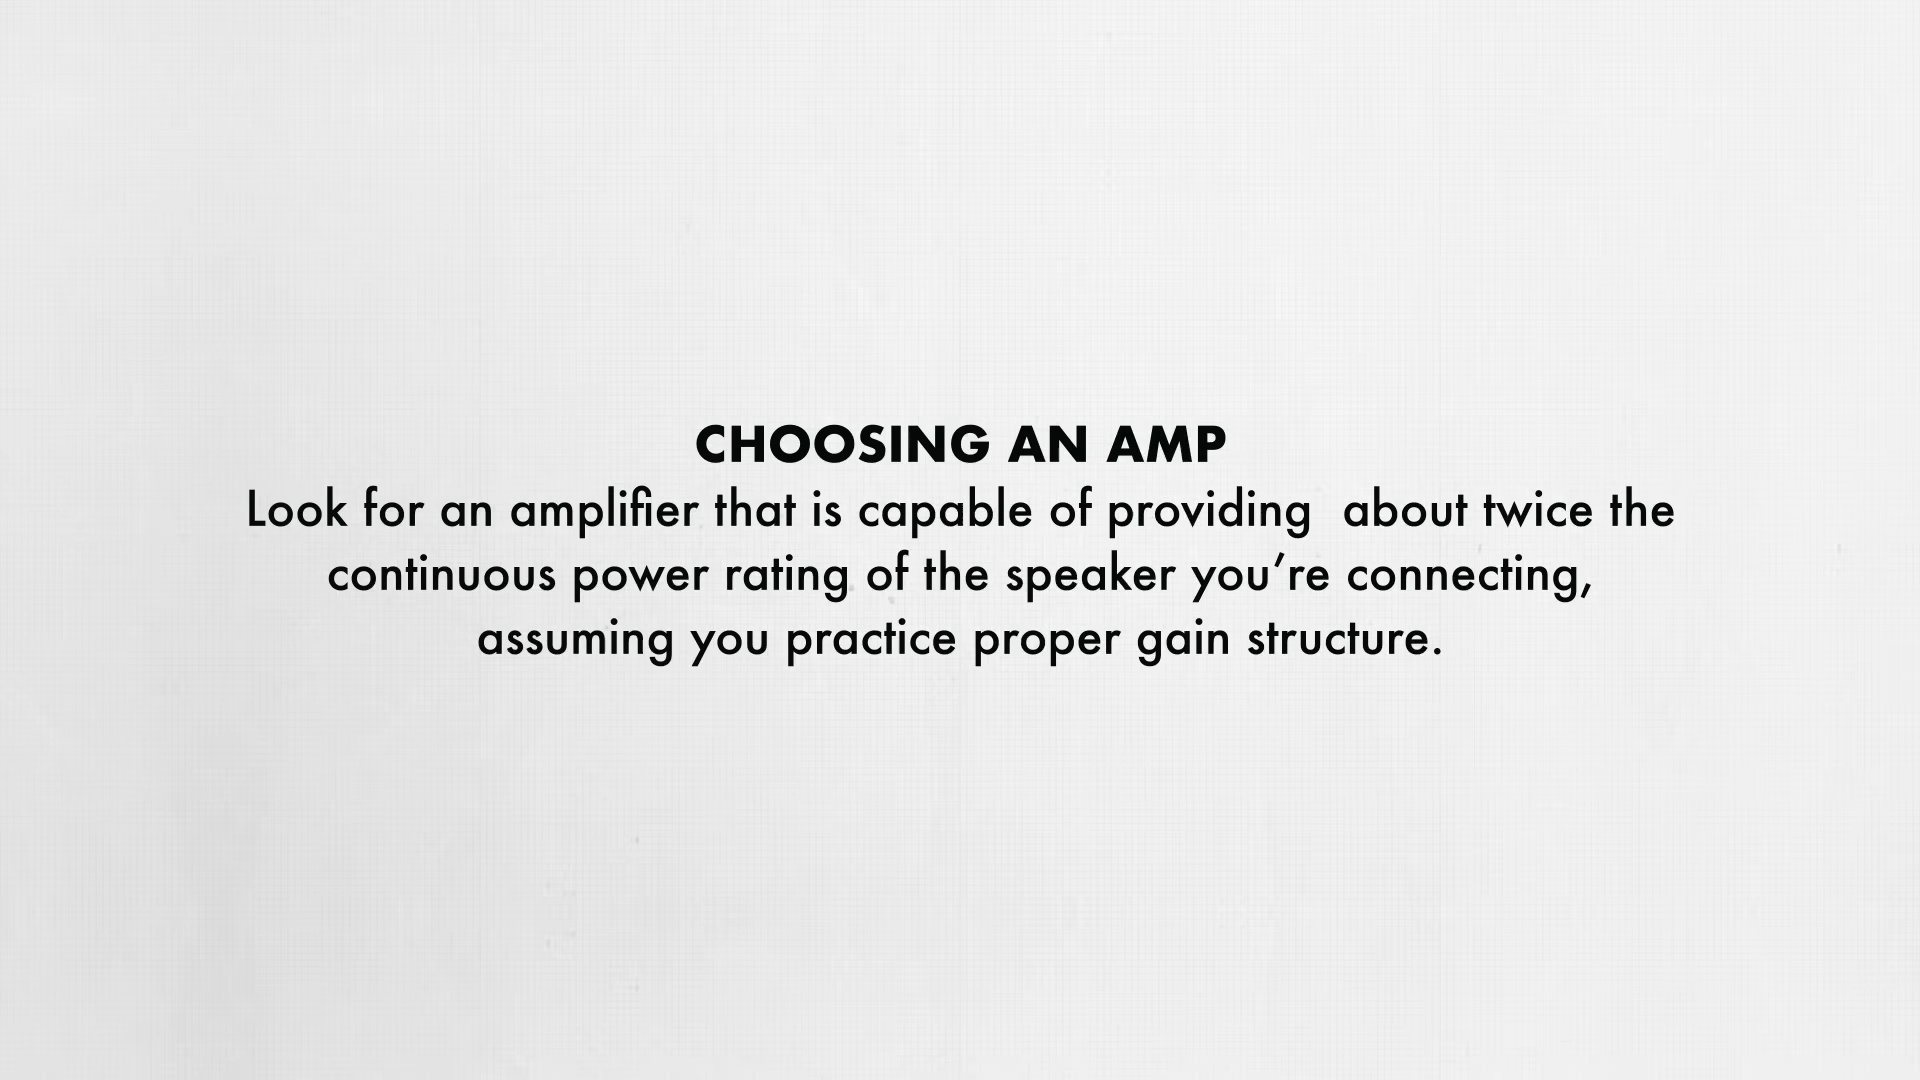 CHOOSING AN AMP
Look for an amplifier that is capable of providing  about twice the
continuous power rating of the speaker you’re connecting,
assuming you practice proper gain structure.